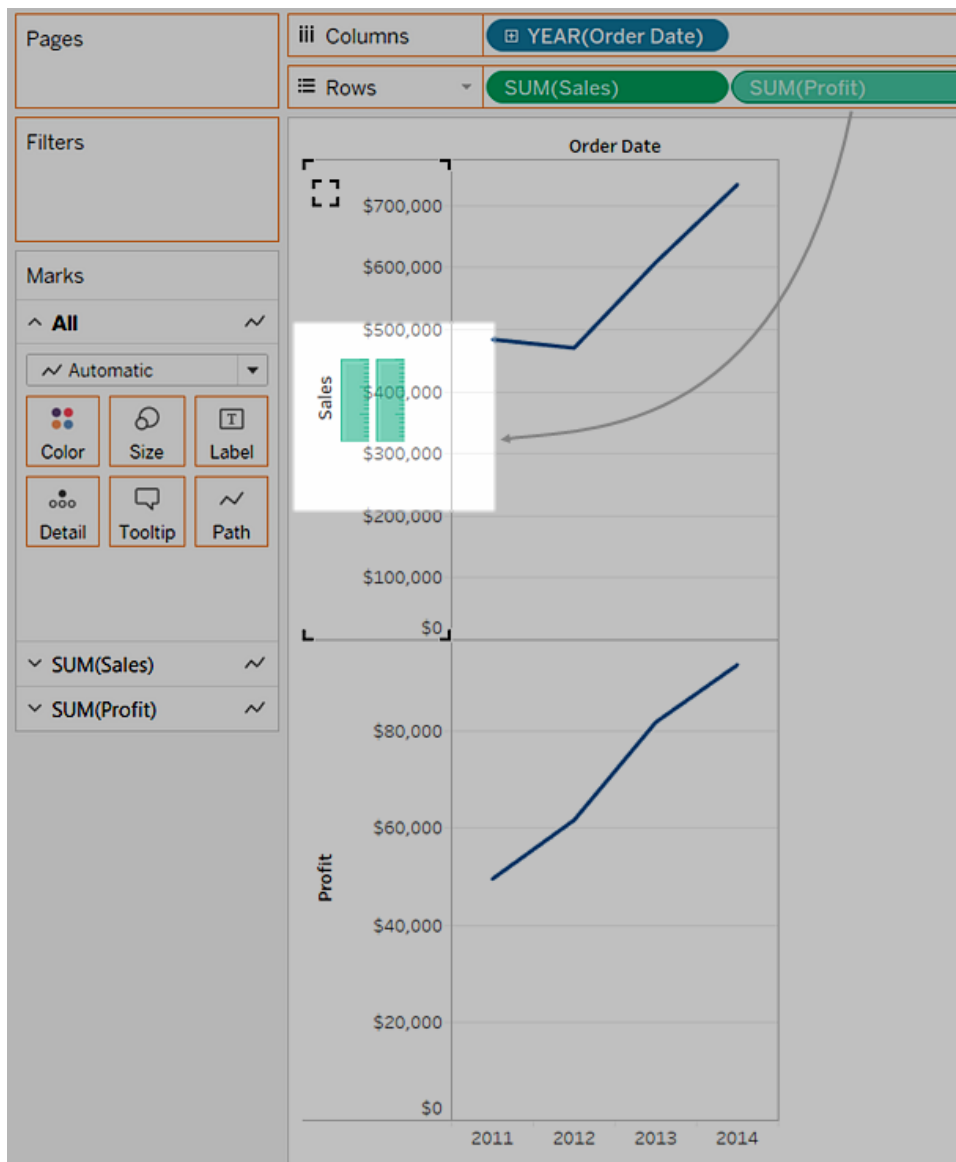 Pages
Columns
YEAR(Order Date)
Rows
SUM(Sales)
SUM(Profit)
Filters
Marks
All
Automatic
Color
Size
Label
Detail
Tooltip
Path
SUM(Sales)
SUM(Profit)
Order Date
Sales
$700,000
$600,000
$500,000
$400,000
$300,000
$200,000
$100,000
$0
Profit
$80,000
$60,000
$40,000
$20,000
$0
2011 2012 2013 2014